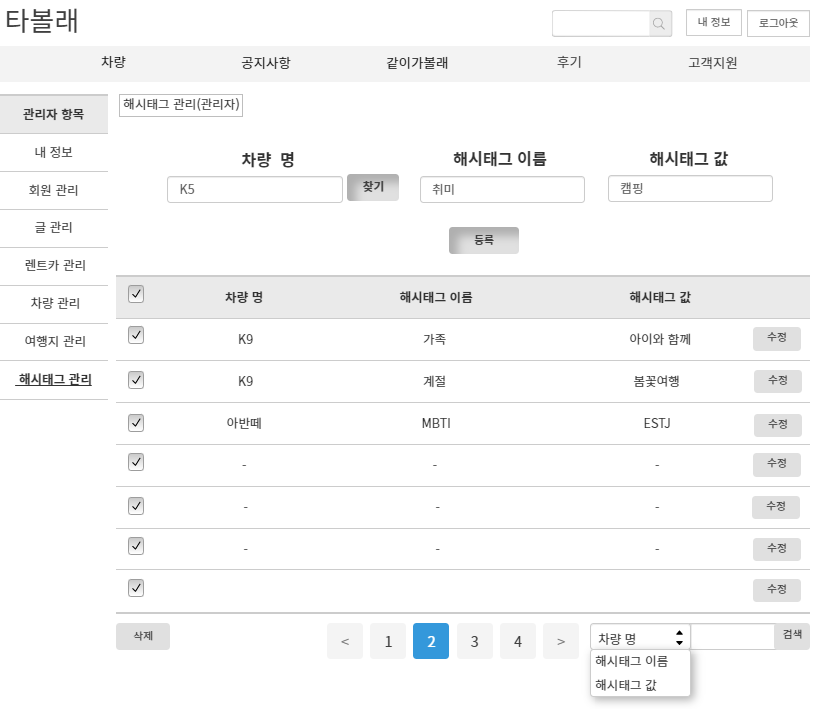 타볼래
내 정보 로그아웃
차량 공지사항 같이가볼래 후기 고객지원
관리자 항목
내 정보
회원 관리
글 관리
렌트카 관리
차량 관리
여행지 관리
해시태그 관리
해시태그 관리(관리자)
차량 명 해시태그 이름 해시태그 값
K5 찾기 취미 캠핑
등록
차량 명 해시태그 이름 해시태그 값
K9 가족 아이와 함께 수정
K9 계절 봄꽃여행 수정
아반떼 MBTI ESTJ 수정
- - - 수정
- - - 수정
- - - 수정
수정
삭제 < 1 2 3 4 > 차량 명 검색
해시태그 이름
해시태그 값